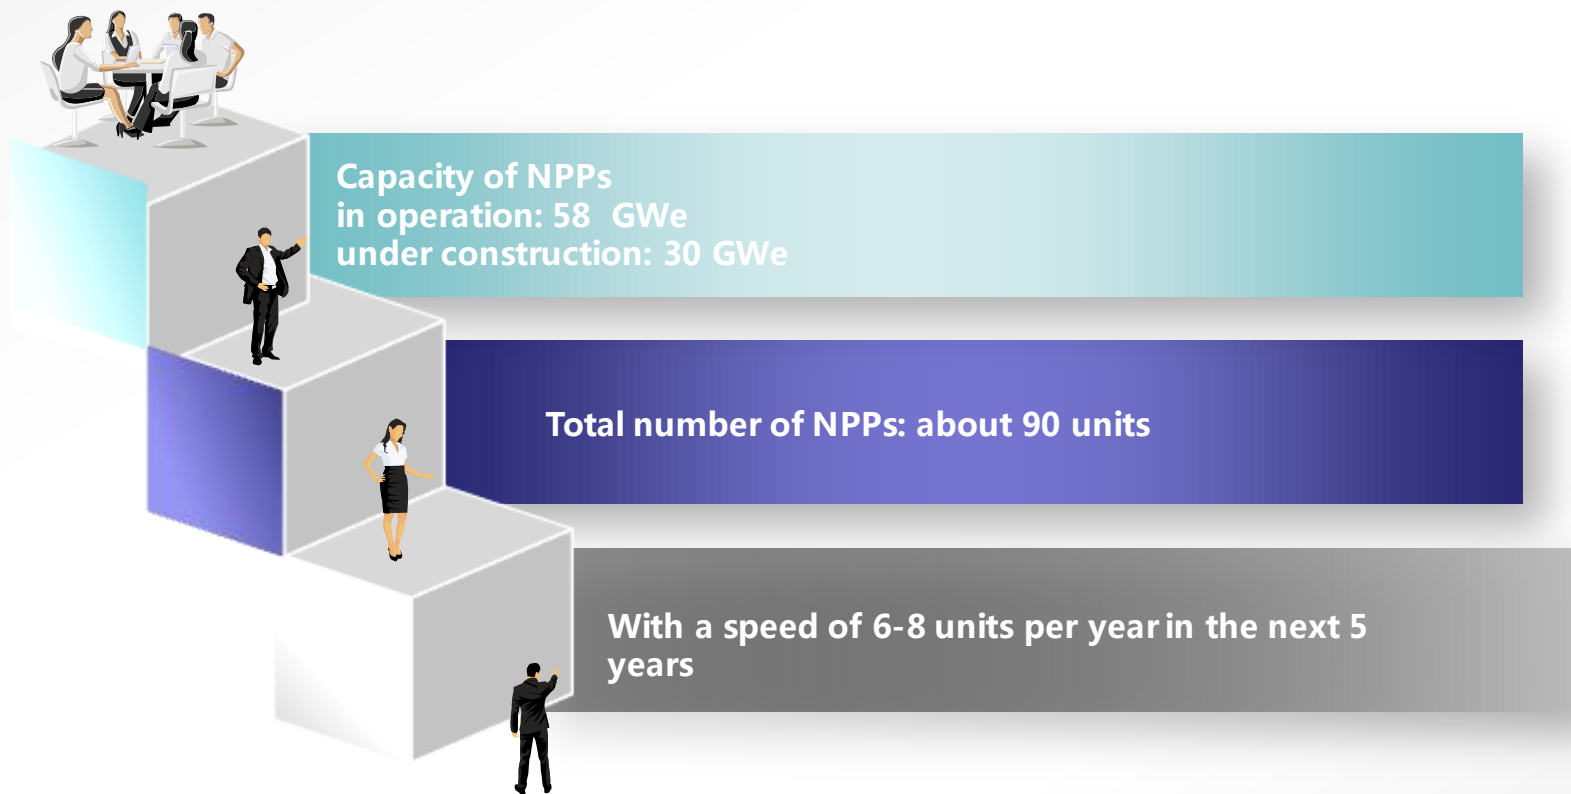 Capacity of NPPs
in operation: 58 GWe
under construction: 30 GWe
Total number of NPPs: about 90 units
With a speed of 6-8 units per year in the next 5
years